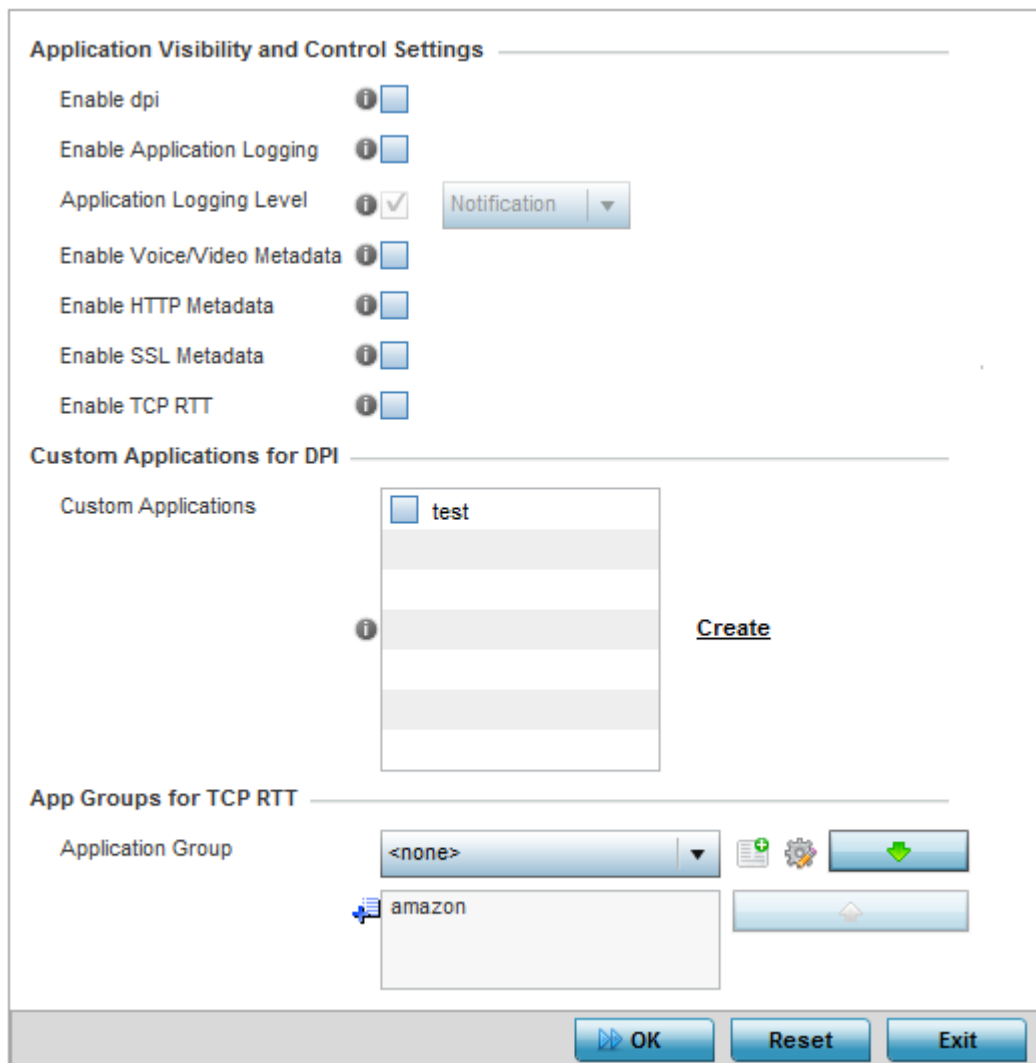 Application Visibility and Control Settings
Enable dpi
Enable Application Logging
Application Logging Level
Notification
Enable Voice/Video Metadata
Enable HTTP Metadata
Enable SSL Metadata
Enable TCP RTT
Custom Applications for DPI
Custom Applications
test
Create
App Groups for TCP RTT
Application Group
<none>
amazon
OK Reset Exit